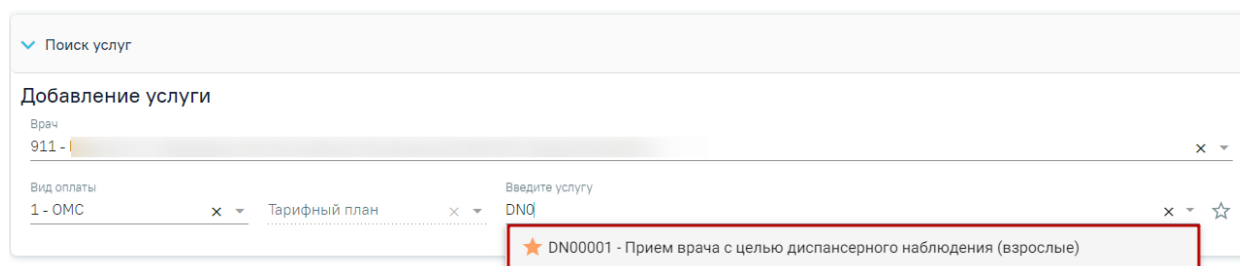 Поиск услуг
Добавление услуги
Врач
911 -
Вид оплаты
Введите услугу
1 - ОМС
Тарифный план
DN0
DN00001 - Прием врача с целью диспансерного наблюдения (взрослые)